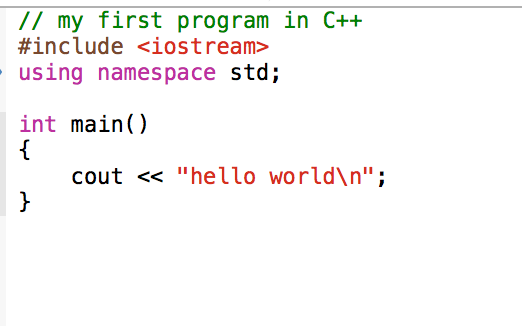 // my first program in C++
#include <iostream>
using namespace std;
int main()
{
cout << "hello world\n";
}